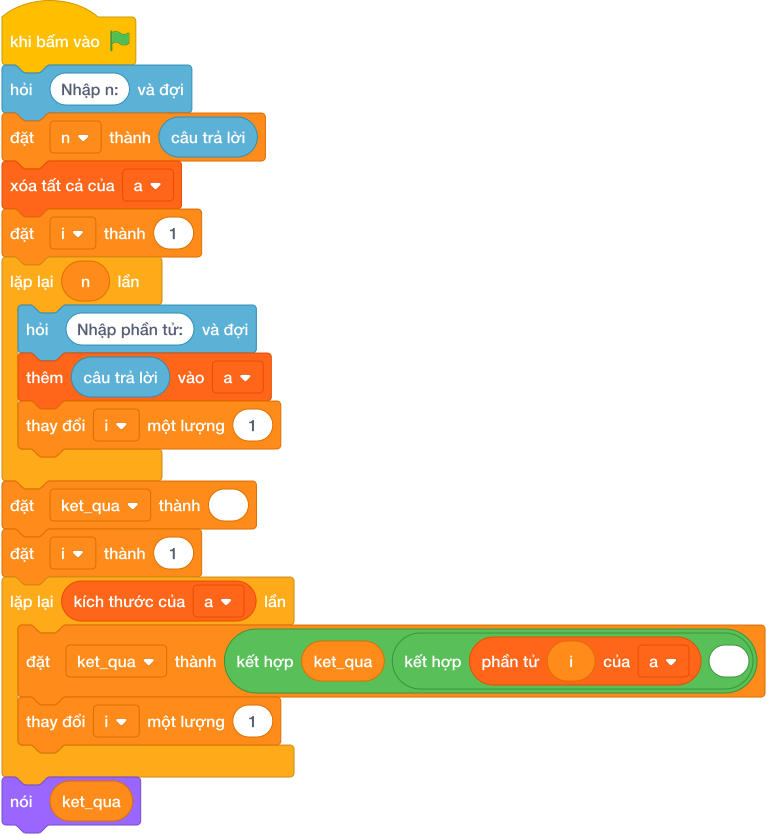 khi bấm vào
hỏi Nhập n: và đợi
đặt n thành câu trả lời
xóa tất cả của a
đặt i thành 1
lặp lại n lần
hỏi Nhập phần tử: và đợi
thêm câu trả lời vào a
thay đổi i một lượng 1
đặt ket_qua thành
đặt i thành 1
lặp lại kích thước của a lần
đặt ket_qua thành kết hợp ket_qua kết hợp phần tử i của a
thay đổi i một lượng 1
nói ket_qua